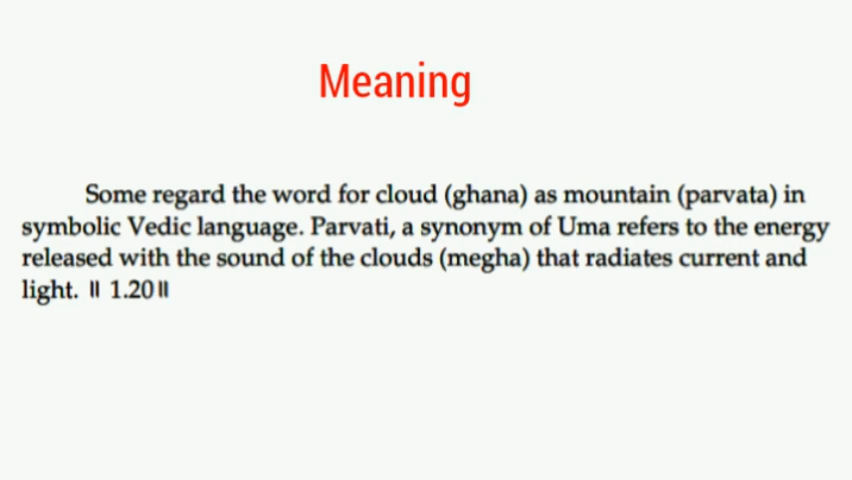 Meaning
Some regard the word for cloud (ghana) as mountain (parvata) in
symbolic Vedic language. Parvati, a synonym of Uma refers to the energy
released with the sound of the clouds (megha) that radiates current and
light. ॥ 1.20॥